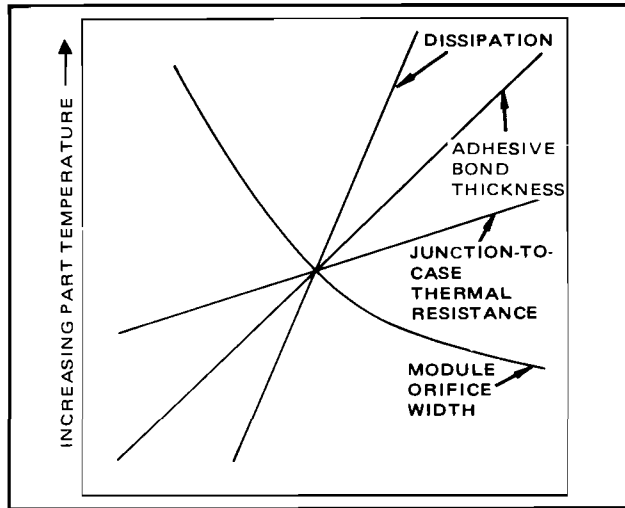 INCREASING PART TEMPERATURE
DISSIPATION
ADHESIVE
BOND
THICKNESS
JUNCTION-TO-
CASE
THERMAL
RESISTANCE
MODULE
ORIFICE
WIDTH